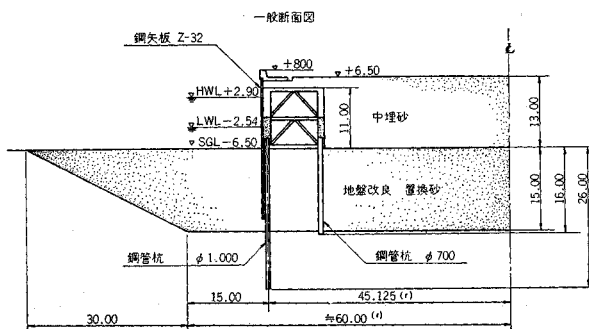 一般断面図
鋼矢板 Z-32
+800
+6.50
HWL+2.90
LWL-2.54
SGL-6.50
11.00
中埋砂
13.00
地盤改良 置換砂
15.00
16.00
26.00
鋼管杭 φ1.000
鋼管杭 φ700
15.00
45.125(r)
30.00
≒60.00(r)